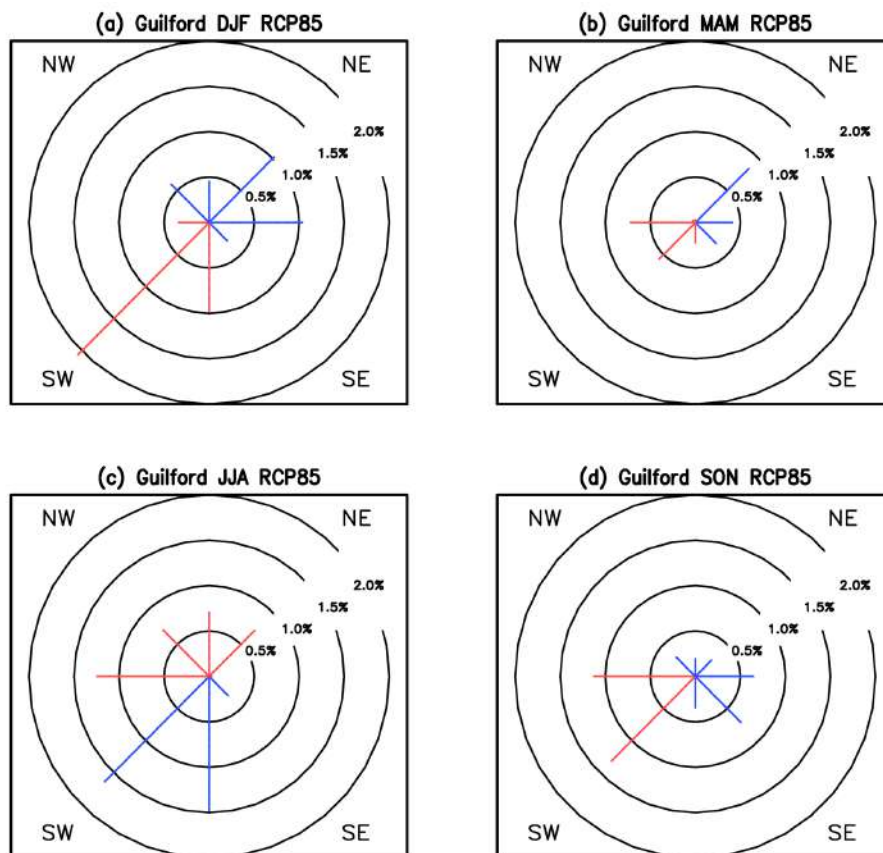 (a) Guilford DJF RCP85
NW
NE
2.0%
1.5%
1.0%
0.5%
SW
SE
(b) Guilford MAM RCP85
NW
NE
2.0%
1.5%
1.0%
0.5%
SW
SE
(c) Guilford JJA RCP85
NW
NE
2.0%
1.5%
1.0%
0.5%
SW
SE
(d) Guilford SON RCP85
NW
NE
2.0%
1.5%
1.0%
0.5%
SW
SE